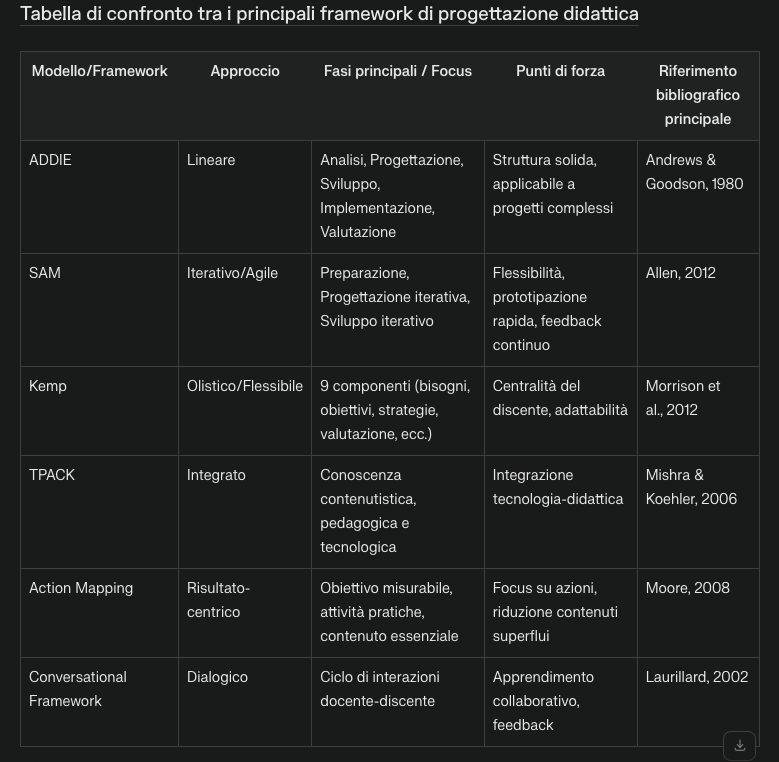 Tabella di confronto tra i principali framework di progettazione didattica
Modello/Framework
Approccio
Fasi principali / Focus
Punti di forza
Riferimento
bibliografico
principale
ADDIE
Lineare
Analisi, Progettazione,
Sviluppo,
Implementazione,
Valutazione
Struttura solida,
applicabile a
progetti complessi
Andrews &
Goodson, 1980
SAM
Iterativo/Agile
Preparazione,
Progettazione iterativa,
Sviluppo iterativo
Flessibilità,
prototipazione
rapida, feedback
continuo
Allen, 2012
Kemp
Olistico/Flessibile
9 componenti (bisogni,
obiettivi, strategie,
valutazione, ecc.)
Centralità del
discente, adattabilità
Morrison et
al., 2012
TPACK
Integrato
Conoscenza
contenutistica,
pedagogica e
tecnologica
Integrazione
tecnologia-didattica
Mishra &
Koehler, 2006
Action Mapping
Risultato-
centrico
Obiettivo misurabile,
attività pratiche,
contenuto essenziale
Focus su azioni,
riduzione contenuti
superflui
Moore, 2008
Conversational
Framework
Dialogico
Ciclo di interazioni
docente-discente
Apprendimento
collaborativo,
feedback
Laurillard, 2002